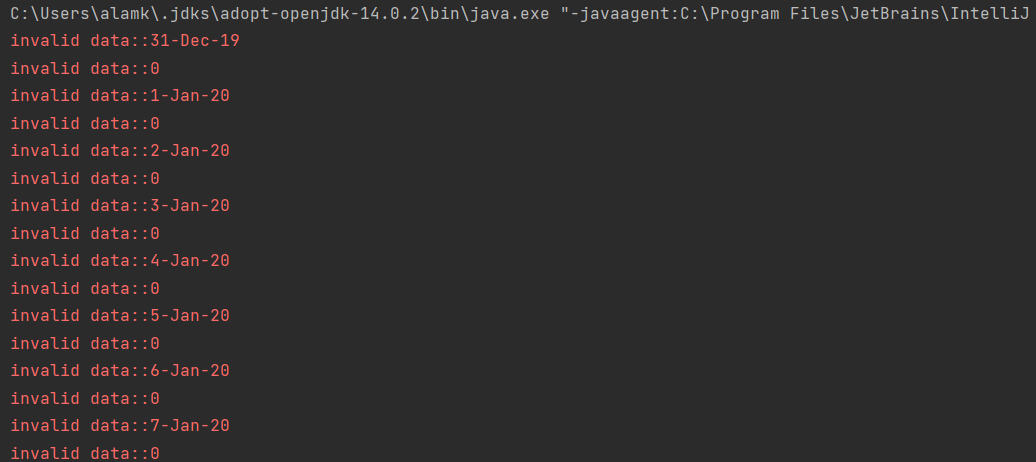 C:\Users\alamk\.jdks\adopt-openjdk-14.0.2\bin\java.exe "-javaagent:C:\Program Files\JetBrains\IntelliJ
invalid data::31-Dec-19
invalid data::0
invalid data::1-Jan-20
invalid data::0
invalid data::2-Jan-20
invalid data::0
invalid data::3-Jan-20
invalid data::0
invalid data::4-Jan-20
invalid data::0
invalid data::5-Jan-20
invalid data::0
invalid data::6-Jan-20
invalid data::0
invalid data::7-Jan-20
invalid data::0